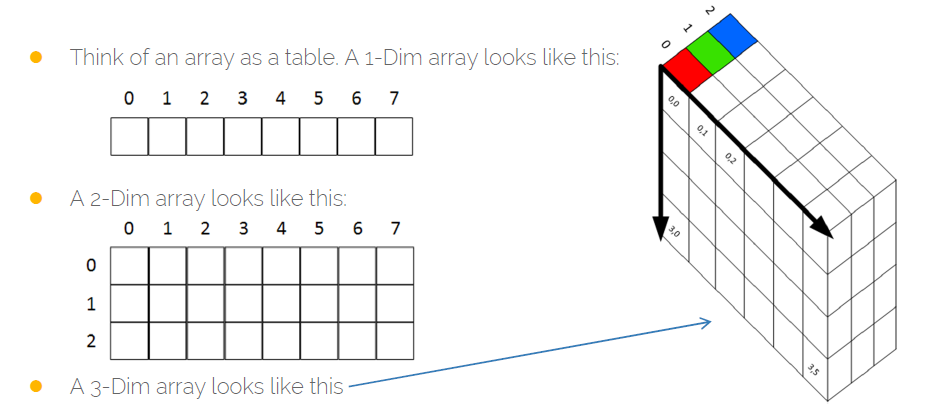 Think of an array as a table. A 1-Dim array looks like this:
0 1 2 3 4 5 6 7
A 2-Dim array looks like this:
0 1 2 3 4 5 6 7
0
1
2
A 3-Dim array looks like this
0 1 2
0,0
0,1
0,2
3,0
3,5